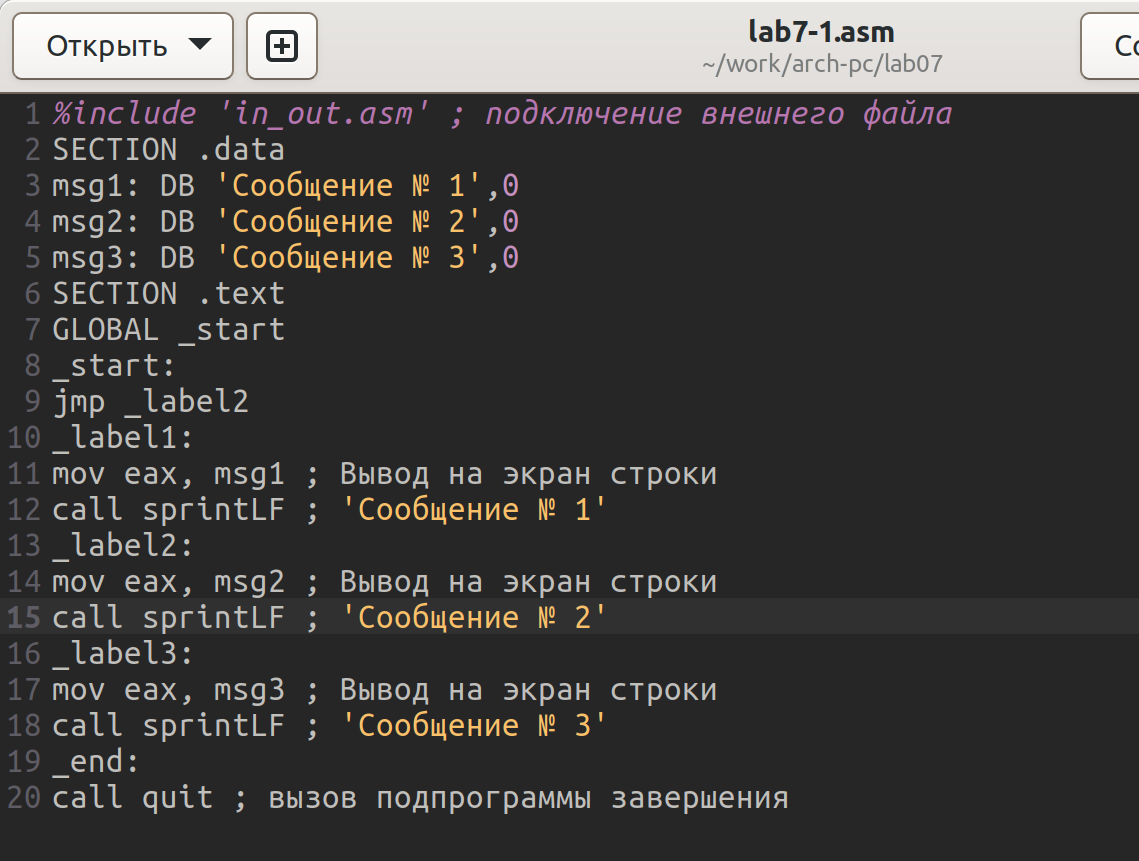 Открыть
lab7-1.asm
~/work/arch-pc/lab07
Со
1 %include 'in_out.asm' ; подключение внешнего файла
2 SECTION .data
3 msg1: DB 'Сообщение № 1',0
4 msg2: DB 'Сообщение № 2',0
5 msg3: DB 'Сообщение № 3',0
6 SECTION .text
7 GLOBAL _start
8 _start:
9 jmp _label2
10 _label1:
11 mov eax, msg1 ; Вывод на экран строки
12 call sprintLF ; 'Сообщение № 1'
13 _label2:
14 mov eax, msg2 ; Вывод на экран строки
15 call sprintLF ; 'Сообщение № 2'
16 _label3:
17 mov eax, msg3 ; Вывод на экран строки
18 call sprintLF ; 'Сообщение № 3'
19 _end:
20 call quit ; вызов подпрограммы завершения